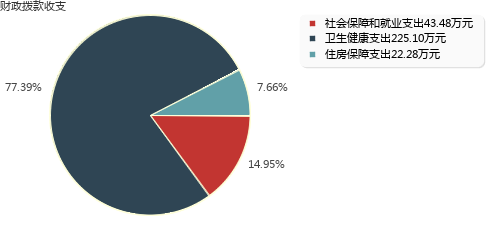 财政拨款收支
社会保障和就业支出43.48万元
卫生健康支出225.10万元
住房保障支出22.28万元
77.39%
7.66%
14.95%